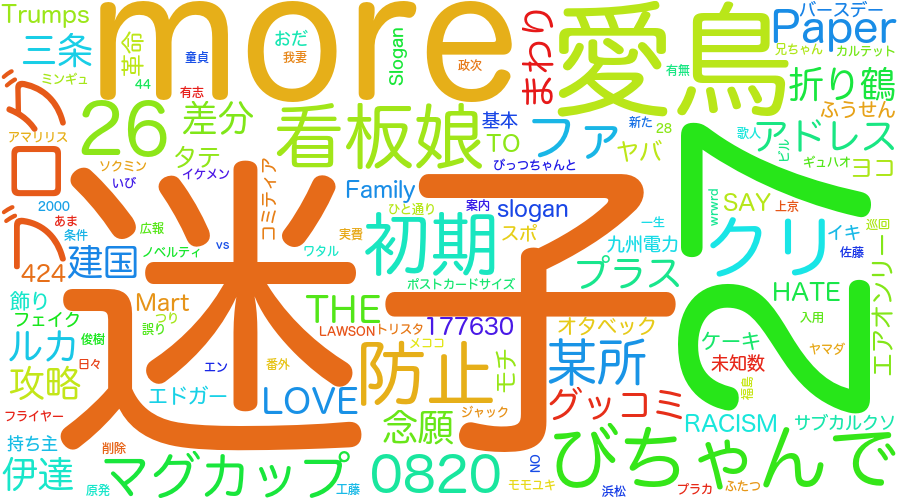 Trumps
more
愛鳥
Paper
バースデー
兄ちゃん
カルテット
三条
革命
おだ
Slogan
ミンギュ
44
童貞
我妻
政次
まわり
有無
折り鶴
ブロロク
有志
26
差分
看板娘
基本
TO
ファ
新た
28
ヤバ
ふうせん
アドレス
歌人
ビル
ギュハオ
ヨコ
アマリリス
タテ
ソクミン
いび
イケメン
コミティア
ぴっつちゃんと
迷子
72
2000
あま
条件
広報
Family
ひと通り
案内
slogan
一生
wrwrd
SAY
上京
巡回
建国
ノベルティ
vs
ワタル
実費
初期
スポ
九州電力
クリ
イキ
佐藤
424
ポストカードサイズ
プラス
エアオンリー
飾り
Mart
THE
HATE
フェイク
つり
誤り
LAWSON
トリスタ
177630
オタベック
入用
ルカ
俊樹
日々
エン
番外
防止
メココ
モチ
某所
ケーキ
未知数
ヤマダ
攻略
エドガー
LOVE
ジャック
グッコミ
福島
フライヤー
念願
RACISM
サブカルクソ
持ち主
削除
びちゃんで
伊達
原発
マグカップ
工藤
0820
NO
モモユキ
浜松
プラカ
ふたつ